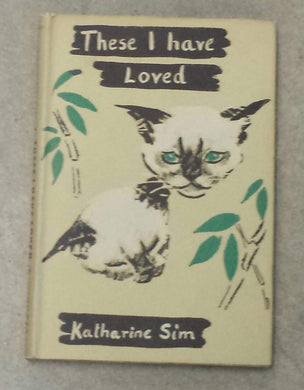 These I have
Loved
Katharine Sim